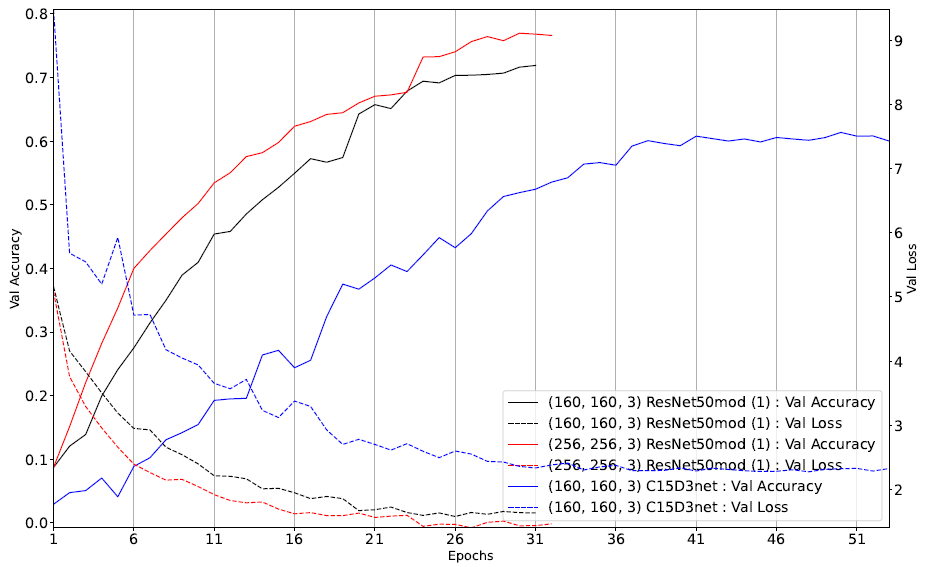 0.8
0.7
0.6
0.5
0.4
0.3
0.2
0.1
0.0
Val Accuracy
9
8
7
6
5
4
3
2
Val Loss
(160, 160, 3) ResNet50mod (1) : Val Accuracy
(160, 160, 3) ResNet50mod (1) : Val Loss
(256, 256, 3) ResNet50mod (1) : Val Accuracy
(256, 256, 3) ResNet50mod (1) : Val Loss
(160, 160, 3) C15D3net : Val Accuracy
(160, 160, 3) C15D3net : Val Loss
1 6 11 16 21 26 31 36 41 46 51
Epochs